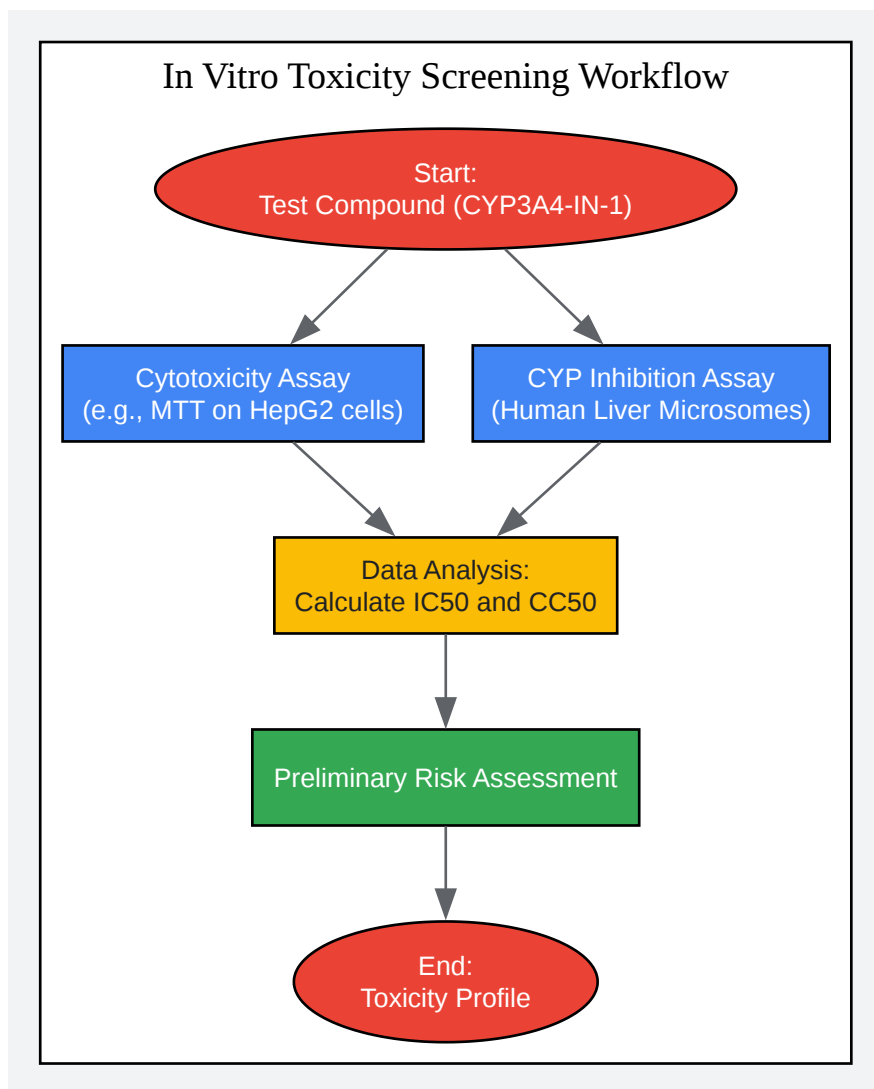 In Vitro Toxicity Screening Workflow
Start:
Test Compound (CYP3A4-IN-1)
Cytotoxicity Assay
(e.g., MTT on HepG2 cells)
CYP Inhibition Assay
(Human Liver Microsomes)
Data Analysis:
Calculate IC50 and CC50
Preliminary Risk Assessment
End:
Toxicity Profile